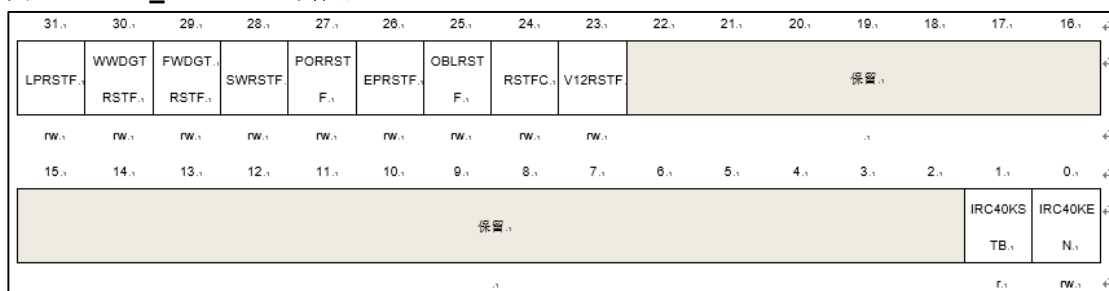 31 30 29 28 27 26 25 24 23 22 21 20 19 18 17 16
LPRSTF WWDGT RSTF FWDGT RSTF SWRSTF PORRST F EPRSTF OBLRST F RSTFC V12RSTF 保留
rw rw rw rw rw rw rw rw rw
15 14 13 12 11 10 9 8 7 6 5 4 3 2 1 0
保留 IRC40KS TB IRC40KE N
r rw